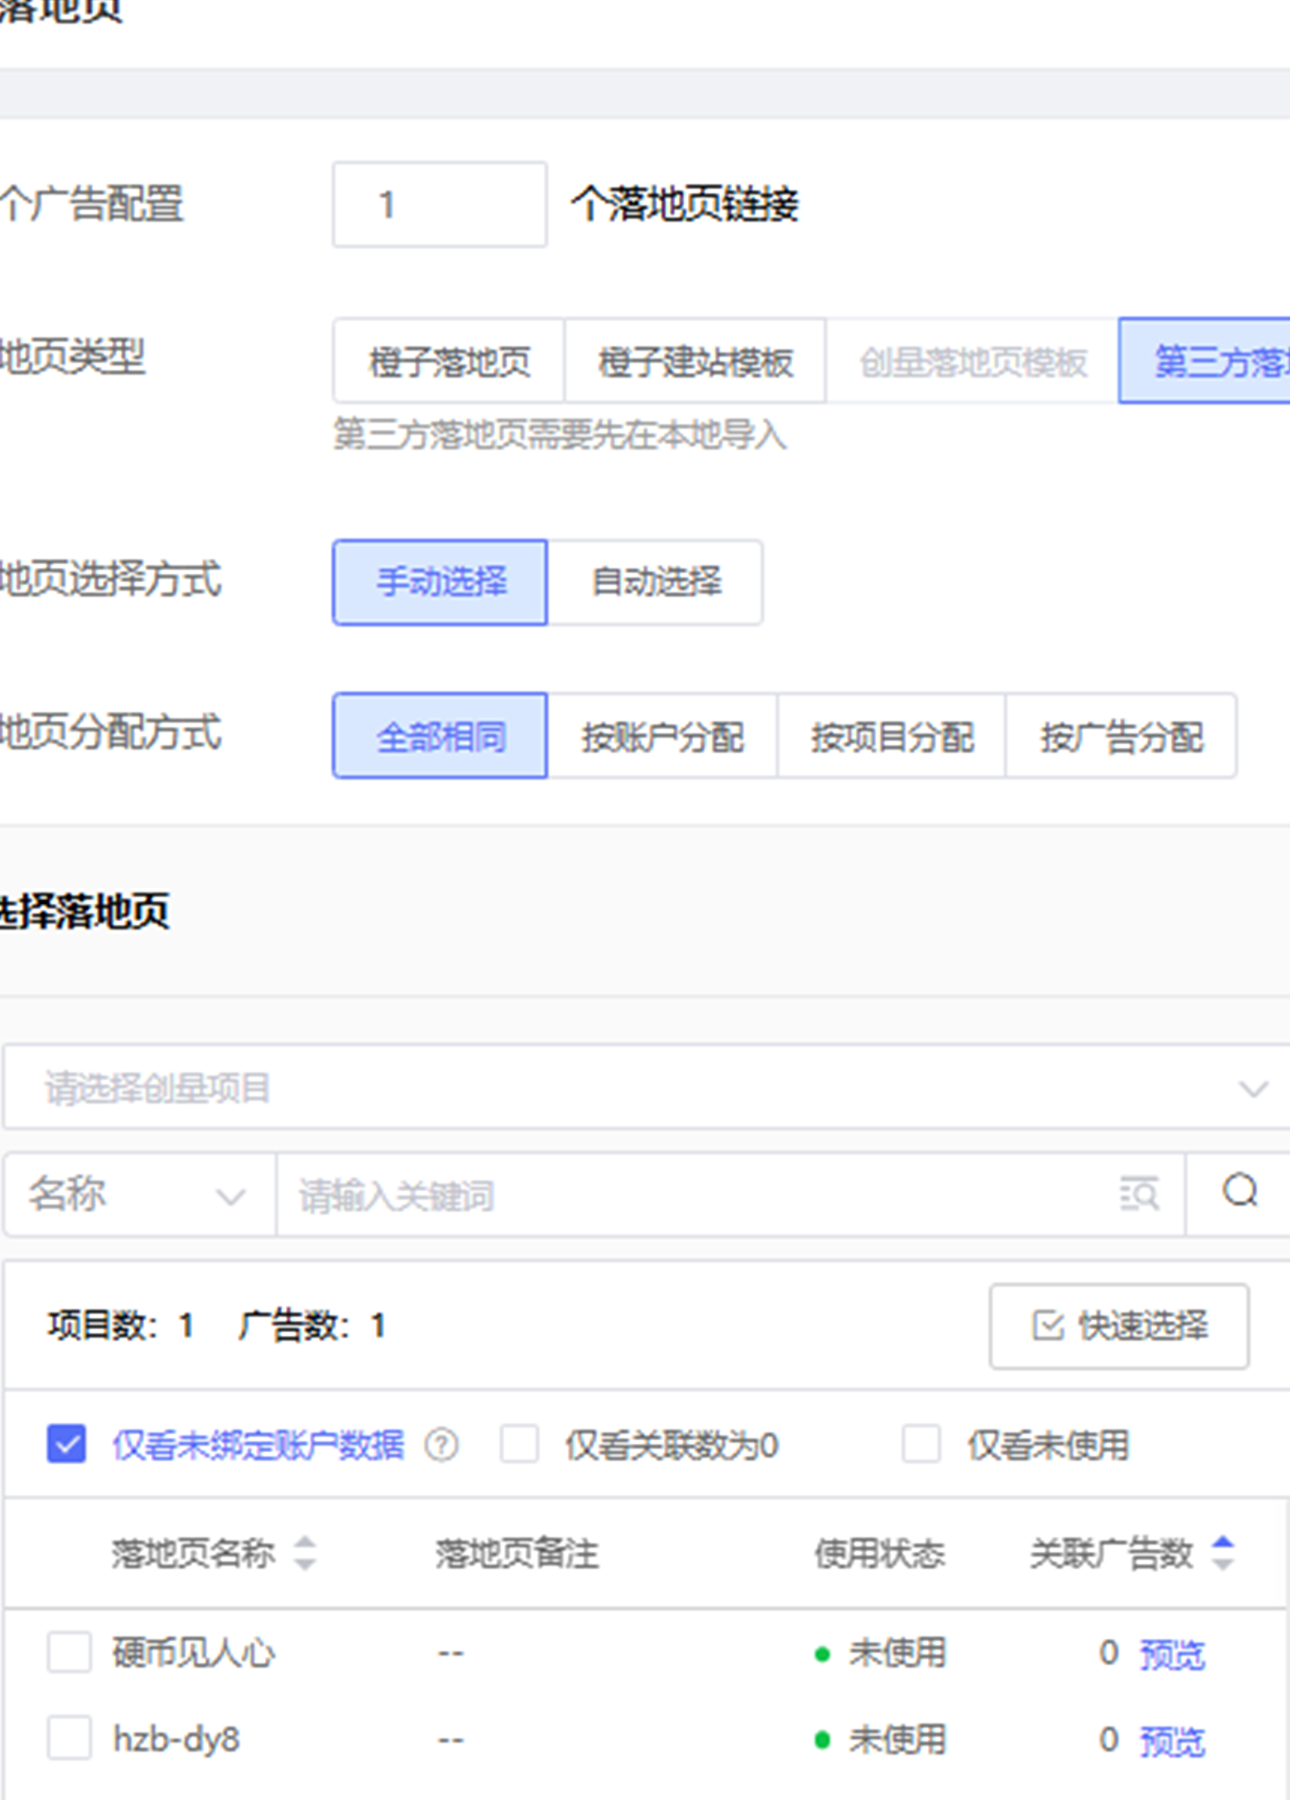 落地页
个广告配置 1 个落地页链接
地页类型 橙子落地页 橙子建站模板 创量落地页模板 第三方落
第三方落地页需要先在本地导入
地页选择方式 手动选择 自动选择
地页分配方式 全部相同 按账户分配 按项目分配 按广告分配
选择落地页
请选择创量项目
名称 请输入关键词
项目数：1 广告数：1 快速选择
仅看未绑定账户数据 ? 仅看关联数为0 仅看未使用
落地页名称 落地页备注 使用状态 关联广告数
硬币见人心 -- 未使用 0 预览
hzb-dy8 -- 未使用 0 预览